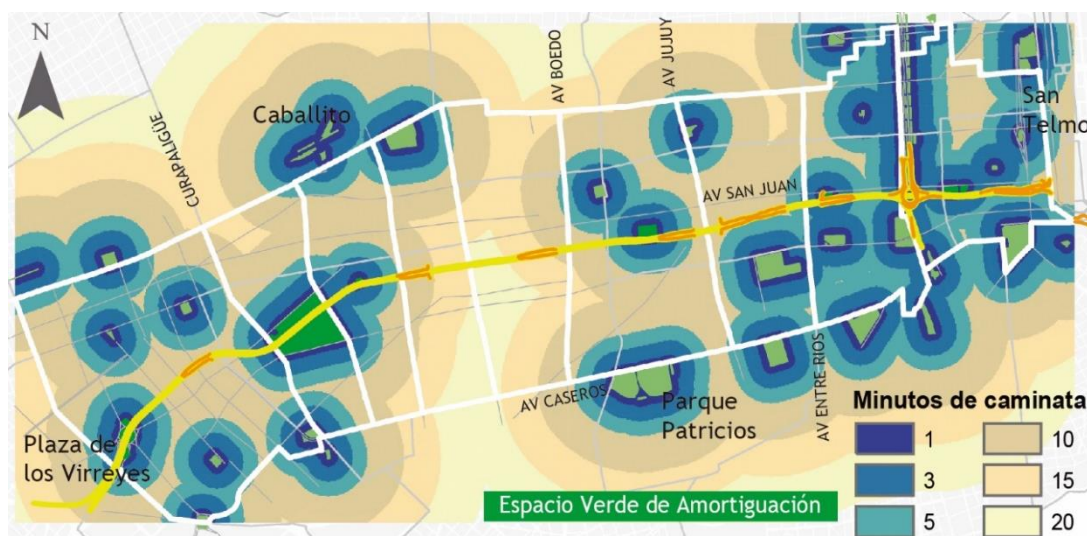 N
Caballito
CURAPALIGÜE
AV BOEDO
AV JUJUY
San
Telmo
AV SAN JUAN
Plaza de
los Virreyes
AV CASEROS
Parque
Patricios
AV ENTRE RIOS
Espacio Verde de Amortiguación
Minutos de caminata
1
10
3
15
5
20